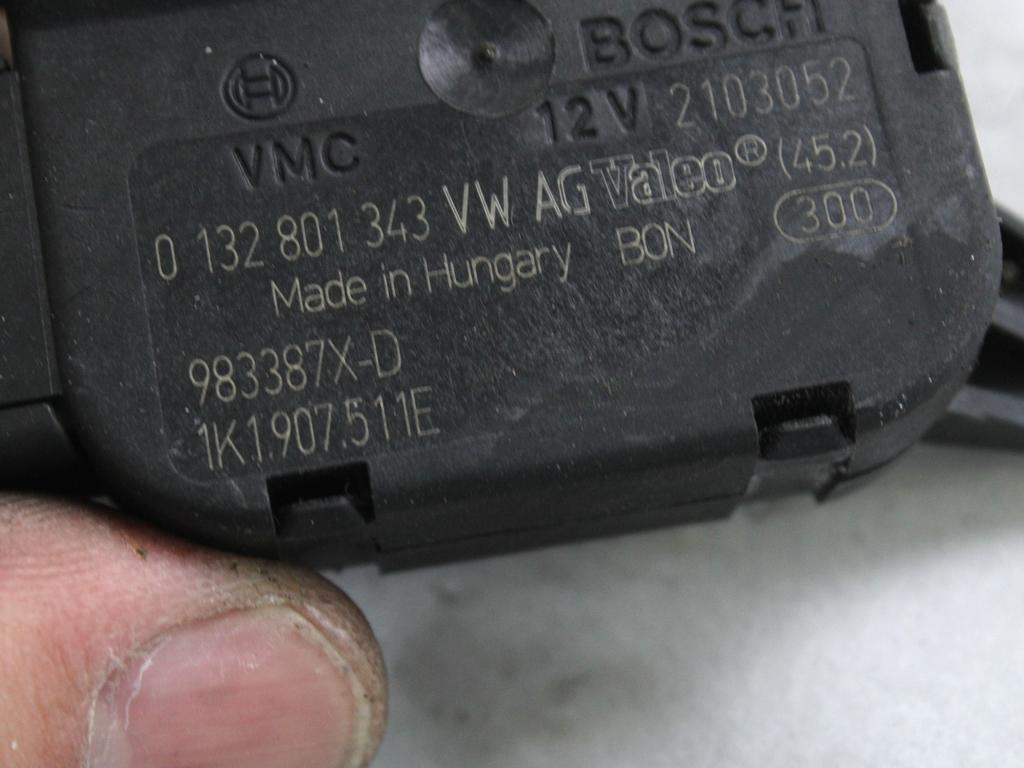 BOSCH
VMC 12V 2103052
0 132 801 343 VW AG Valeo® (45.2)
Made in Hungary BON 300
983387X-D
1K1.907.511E